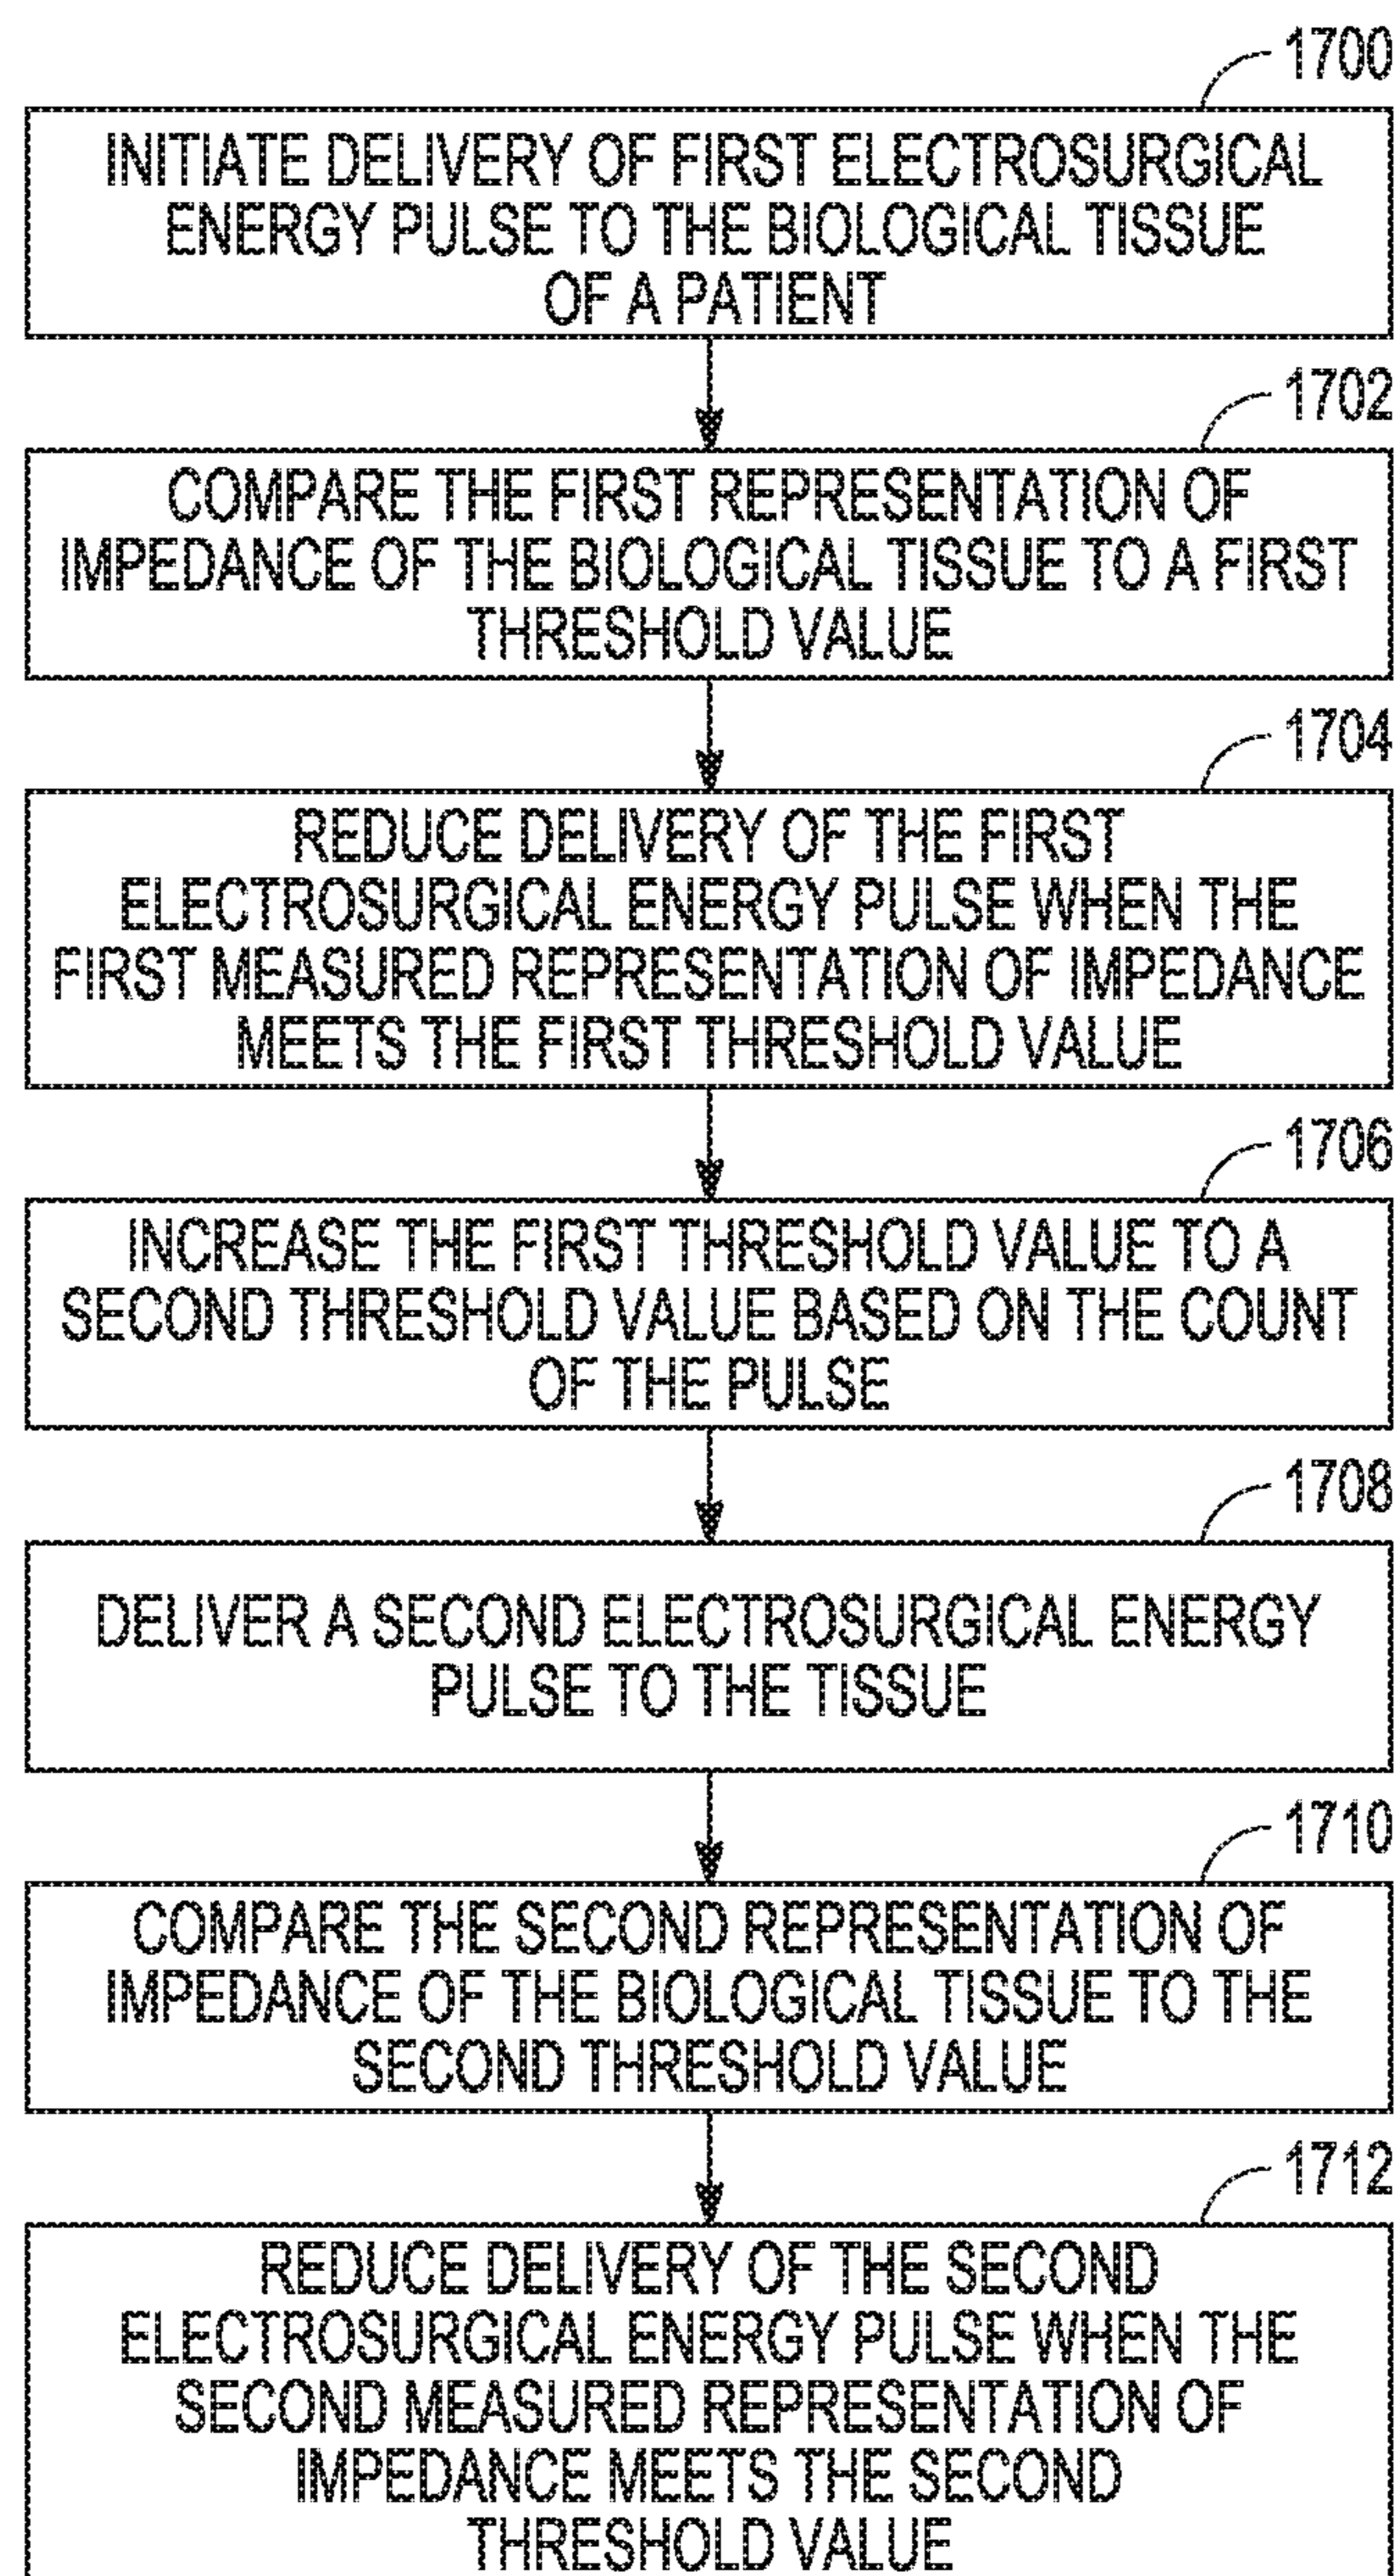 1700
INITIATE DELIVERY OF FIRST ELECTROSURGICAL
ENERGY PULSE TO THE BIOLOGICAL TISSUE
OF A PATIENT
1702
COMPARE THE FIRST REPRESENTATION OF
IMPEDANCE OF THE BIOLOGICAL TISSUE TO A FIRST
THRESHOLD VALUE
1704
REDUCE DELIVERY OF THE FIRST
ELECTROSURGICAL ENERGY PULSE WHEN THE
FIRST MEASURED REPRESENTATION OF IMPEDANCE
MEETS THE FIRST THRESHOLD VALUE
1706
INCREASE THE FIRST THRESHOLD VALUE TO A
SECOND THRESHOLD VALUE BASED ON THE COUNT
OF THE PULSE
1708
DELIVER A SECOND ELECTROSURGICAL ENERGY
PULSE TO THE TISSUE
1710
COMPARE THE SECOND REPRESENTATION OF
IMPEDANCE OF THE BIOLOGICAL TISSUE TO THE
SECOND THRESHOLD VALUE
1712
REDUCE DELIVERY OF THE SECOND
ELECTROSURGICAL ENERGY PULSE WHEN THE
SECOND MEASURED REPRESENTATION OF
IMPEDANCE MEETS THE SECOND
THRESHOLD VALUE